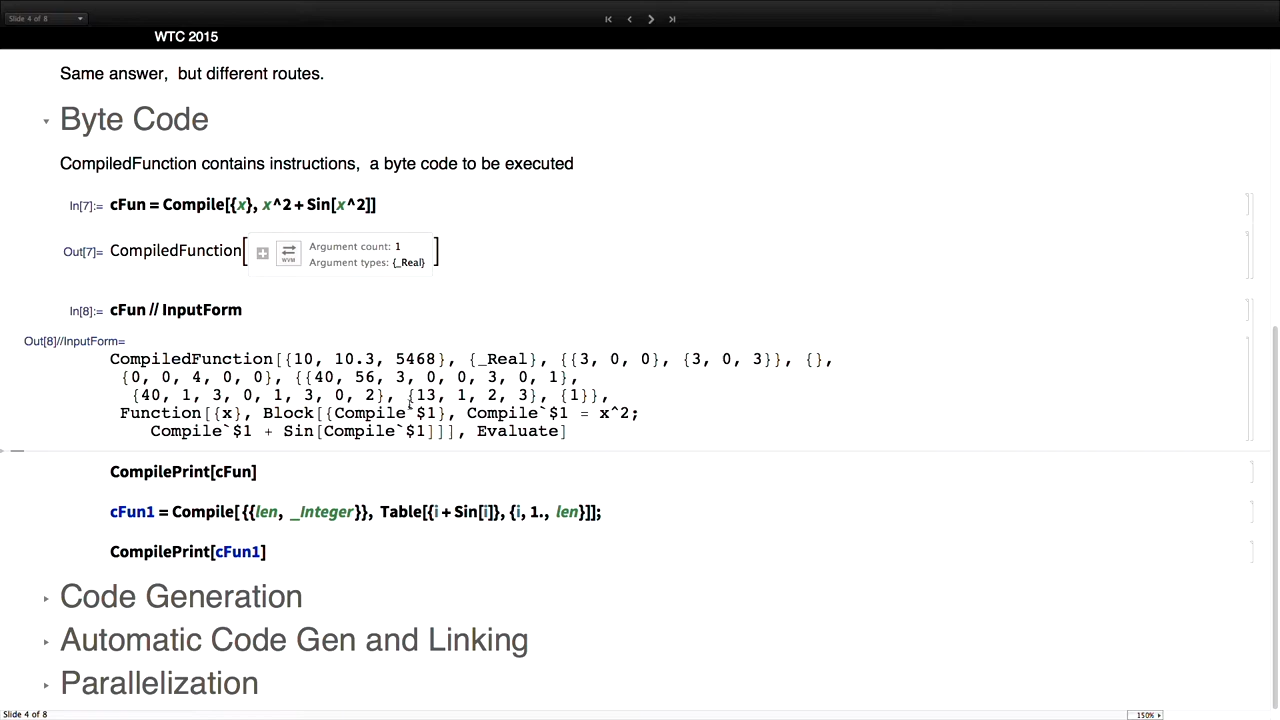 Slide 4 of 8
WTC 2015
Same answer, but different routes.
Byte Code
CompiledFunction contains instructions, a byte code to be executed
In[7]:= cFun = Compile[{x}, x^2 + Sin[x^2]]
Out[7]= CompiledFunction[
WVM
Argument count: 1
Argument types: {_Real}
]
In[8]:= cFun // InputForm
Out[8]//InputForm=
CompiledFunction[{10, 10.3, 5468}, {_Real}, {{3, 0, 0}, {3, 0, 3}}, {},
{0, 0, 4, 0, 0}, {{40, 56, 3, 0, 0, 3, 0, 1},
{40, 1, 3, 0, 1, 3, 0, 2}, {13, 1, 2, 3}, {1}},
Function[{x}, Block[{Compile`$1}, Compile`$1 = x^2;
Compile`$1 + Sin[Compile`$1]]], Evaluate]
CompilePrint[cFun]
cFun1 = Compile[ {{len, _Integer}}, Table[{i + Sin[i]}, {i, 1., len}]];
CompilePrint[cFun1]
Code Generation
Automatic Code Gen and Linking
Parallelization
Slide 4 of 8
150%